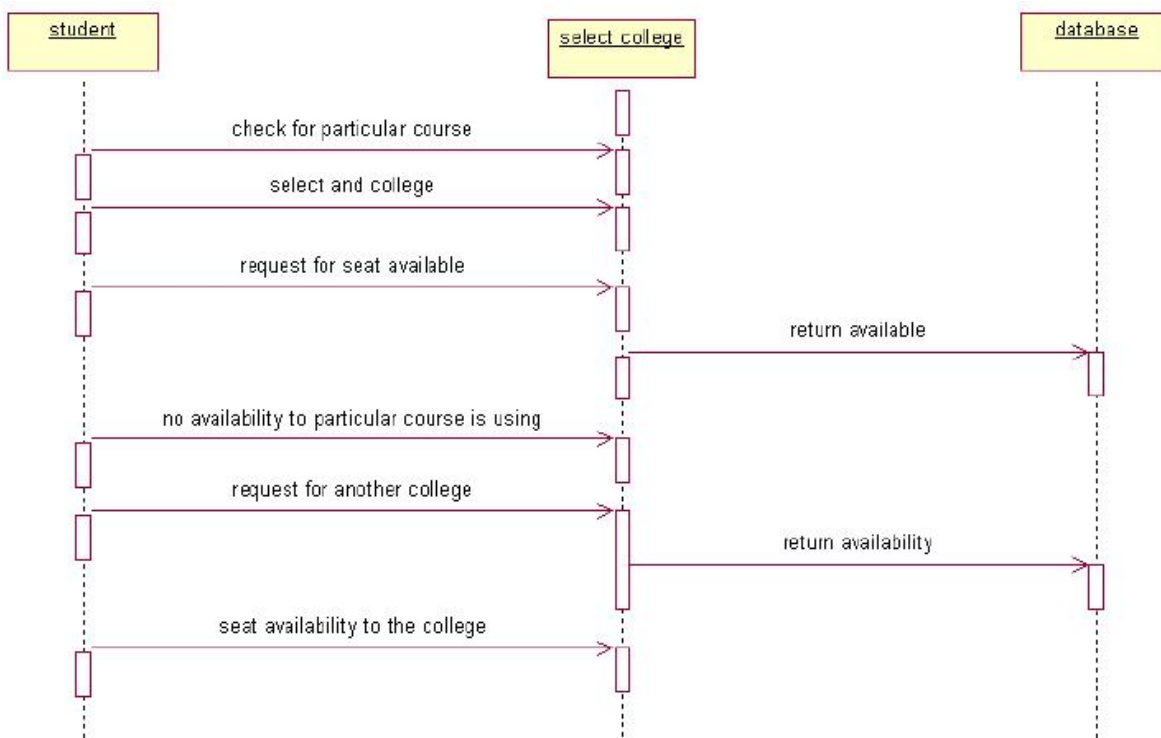 student
select college
database
check for particular course
select and college
request for seat available
return available
no availability to particular course is using
request for another college
return availability
seat availability to the college